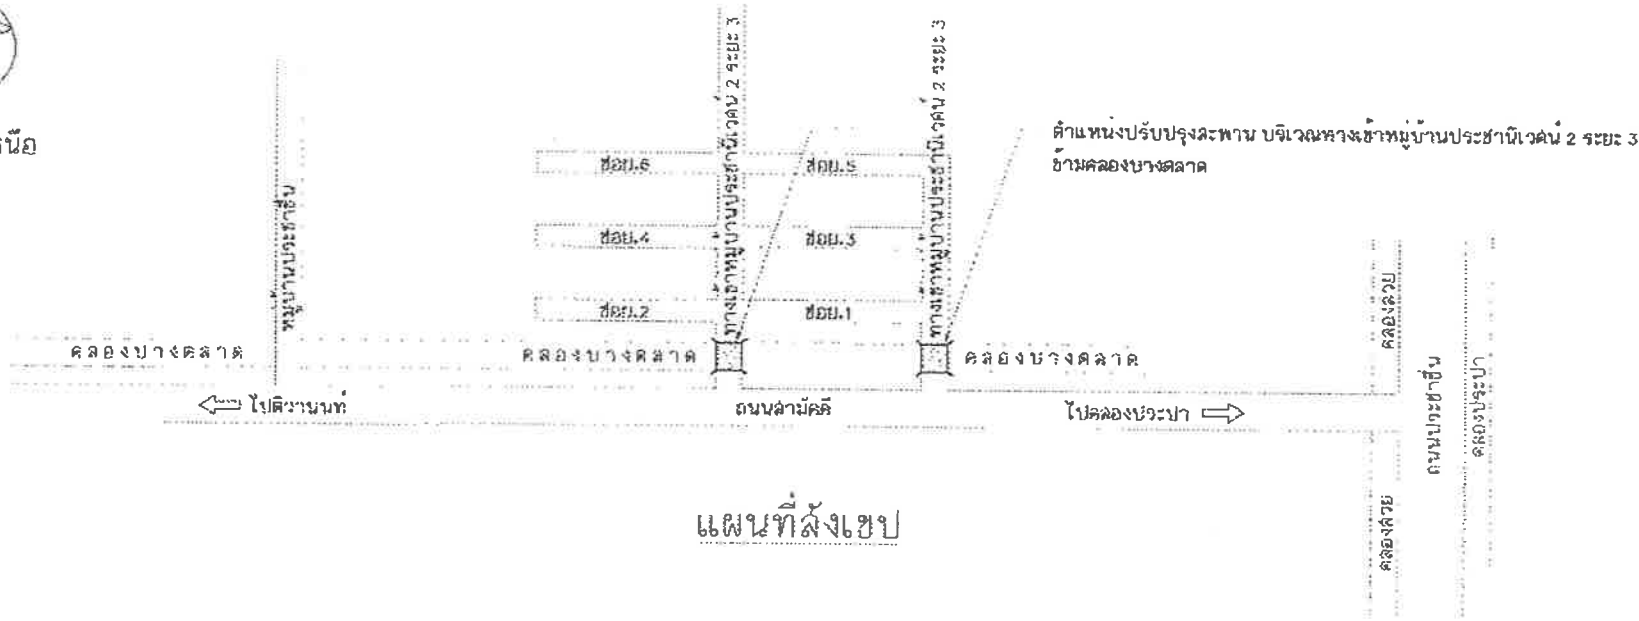 ทางเข้าหมู่บ้านประชานิเวศน์ 2 ระยะ 3
ทางเข้าหมู่บ้านประชานิเวศน์ 2 ระยะ 3
ตำแหน่งปรับปรุงสะพาน บริเวณทางเข้าหมู่บ้านประชานิเวศน์ 2 ระยะ 3
ข้ามคลองบางตลาด
ซอย.6
ซอย.5
หมู่บ้านประชาชื่น
ซอย.4
ซอย.3
ซอย.2
ซอย.1
คลองส่วย
คลองบางตลาด
คลองบางตลาด
คลองบางตลาด
ไปติวานนท์
ถนนสามัคคี
ไปคลองประปา
ถนนประชาชื่น
คลองประปา
แผนที่สังเขป
คลองส่วย